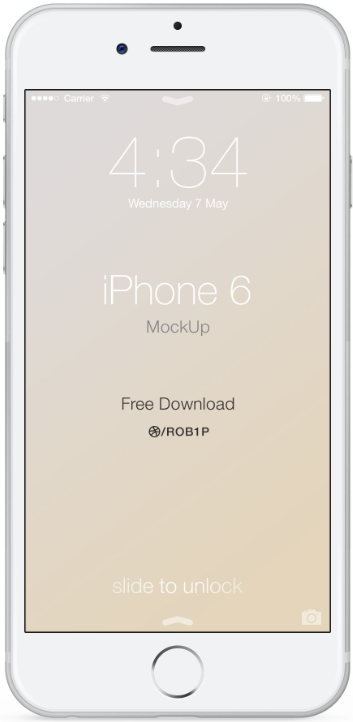 Carrier 100%
4:34
Wednesday 7 May
iPhone 6
MockUp
Free Download
/ROB1P
slide to unlock